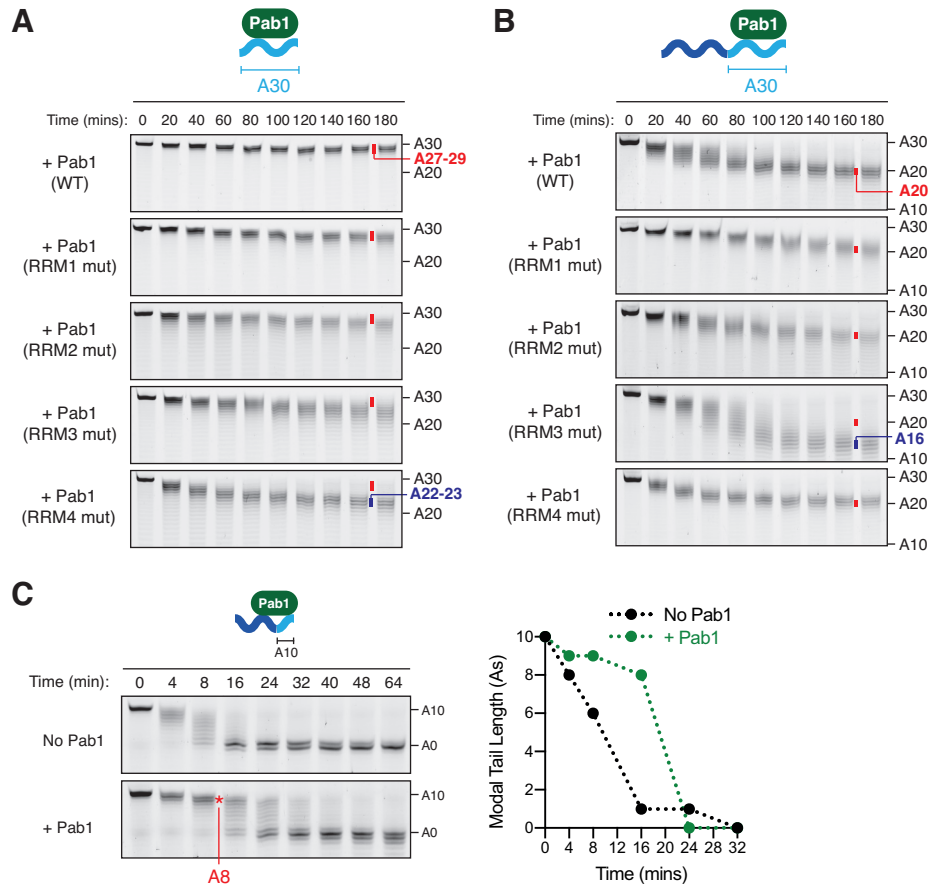 A
Pab1
A30
Time (mins): 0 20 40 60 80 100 120 140 160 180
+ Pab1
(WT)
A30
A27-29
A20
+ Pab1
(RRM1 mut)
A30
A20
+ Pab1
(RRM2 mut)
A30
A20
+ Pab1
(RRM3 mut)
A30
A20
+ Pab1
(RRM4 mut)
A30
A22-23
A20
B
Pab1
A30
Time (mins): 0 20 40 60 80 100 120 140 160 180
+ Pab1
(WT)
A30
A20
A20
A10
+ Pab1
(RRM1 mut)
A30
A20
A10
+ Pab1
(RRM2 mut)
A30
A20
A10
+ Pab1
(RRM3 mut)
A30
A20
A16
A10
+ Pab1
(RRM4 mut)
A30
A20
A10
C
Pab1
A10
Time (min): 0 4 8 16 24 32 40 48 64
No Pab1
A10
A0
+ Pab1
*
A10
A0
A8
No Pab1
+ Pab1
Modal Tail Length (As)
10
8
6
4
2
0
0 4 8 12 16 20 24 28 32
Time (mins)